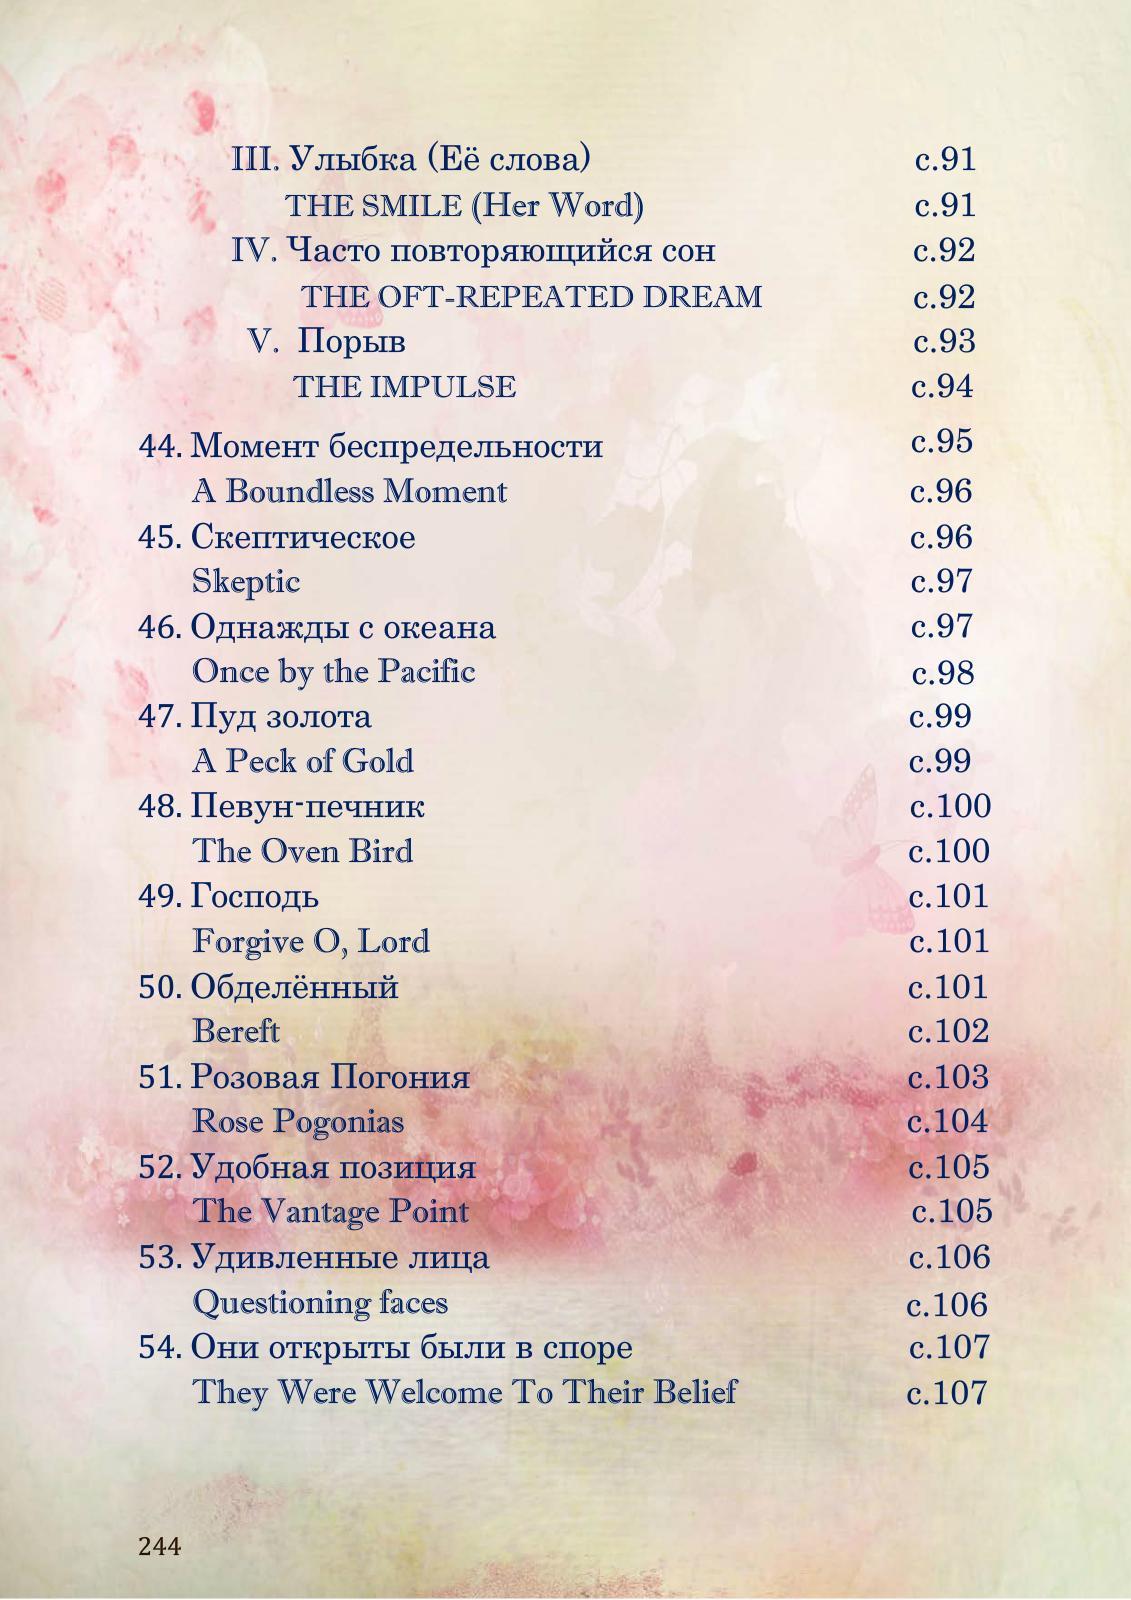 III. Улыбка (Её слова) с.91
THE SMILE (Her Word) с.91
IV. Часто повторяющийся сон с.92
THE OFT-REPEATED DREAM с.92
V. Порыв с.93
THE IMPULSE с.94
44. Момент беспредельности с.95
A Boundless Moment с.96
45. Скептическое с.96
Skeptic с.97
46. Однажды с океана с.97
Once by the Pacific с.98
47. Пуд золота с.99
A Peck of Gold с.99
48. Певун-печник с.100
The Oven Bird с.100
49. Господь с.101
Forgive O, Lord с.101
50. Обделённый с.101
Bereft с.102
51. Розовая Погония с.103
Rose Pogonias с.104
52. Удобная позиция с.105
The Vantage Point с.105
53. Удивленные лица с.106
Questioning faces с.106
54. Они открыты были в споре с.107
They Were Welcome To Their Belief с.107
244